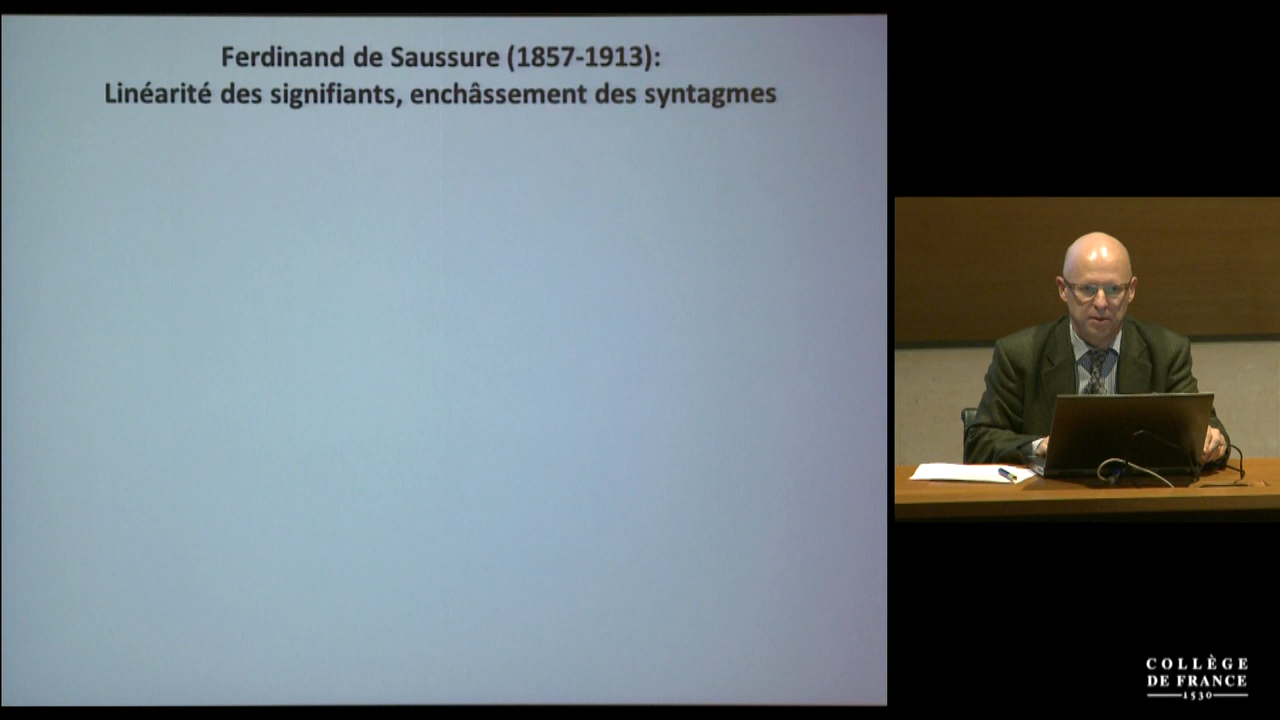 Ferdinand de Saussure (1857-1913):
Linéarité des signifiants, enchâssement des syntagmes
COLLÈGE
DE FRANCE
1530